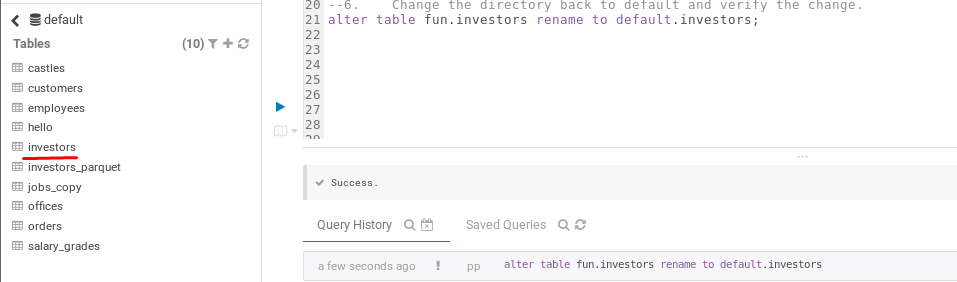 default
Tables (10)
castles
customers
employees
hello
investors
investors_parquet
jobs_copy
offices
orders
salary_grades
20 --6. Change the directory back to default and verify the change.
21 alter table fun.investors rename to default.investors;
22
23
24
25
26
27
28
Success.
Query History Saved Queries
a few seconds ago ! pp alter table fun.investors rename to default.investors